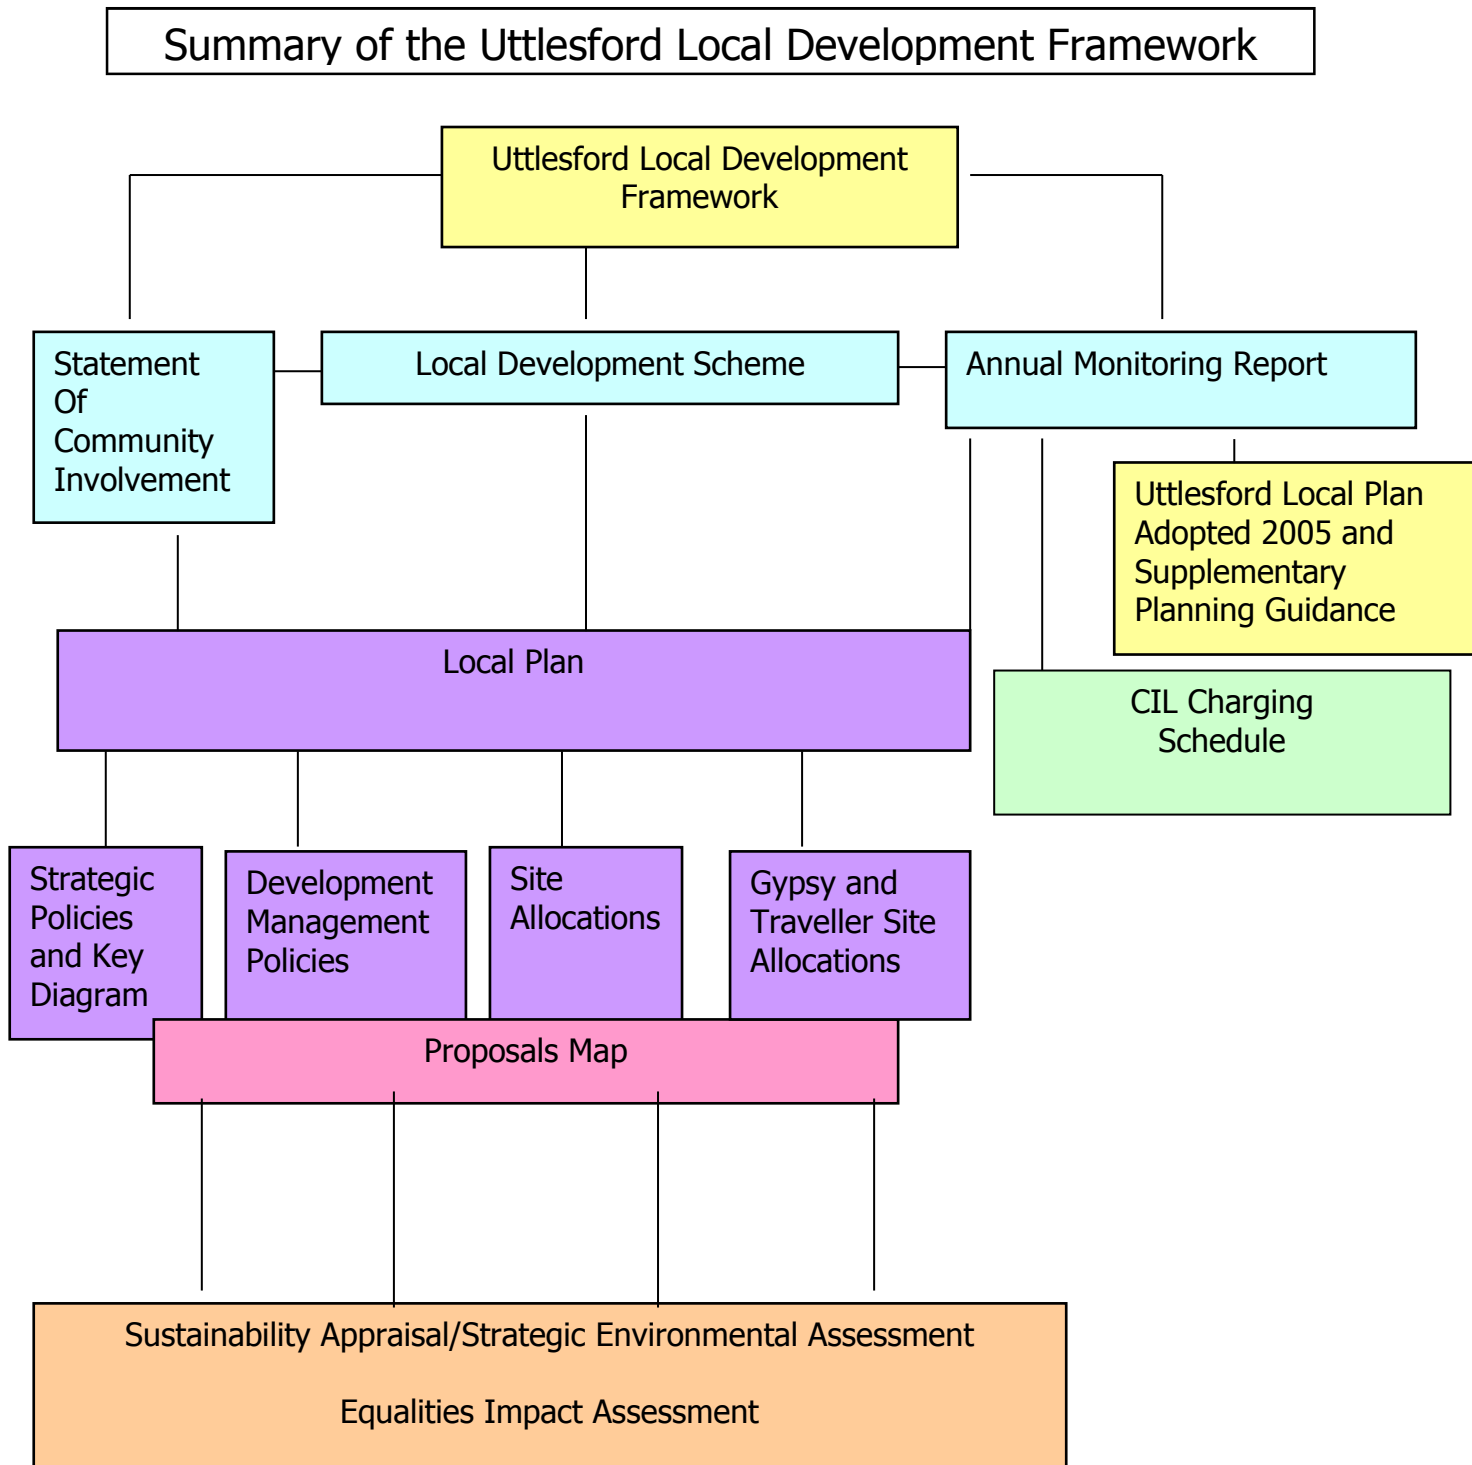 Summary of the Uttlesford Local Development Framework
Uttlesford Local Development
Framework
Statement
Of
Community
Involvement
Local Development Scheme
Annual Monitoring Report
Uttlesford Local Plan
Adopted 2005 and
Supplementary
Planning Guidance
Local Plan
CIL Charging
Schedule
Strategic
Policies
and Key
Diagram
Development
Management
Policies
Site
Allocations
Gypsy and
Traveller Site
Allocations
Proposals Map
Sustainability Appraisal/Strategic Environmental Assessment
Equalities Impact Assessment